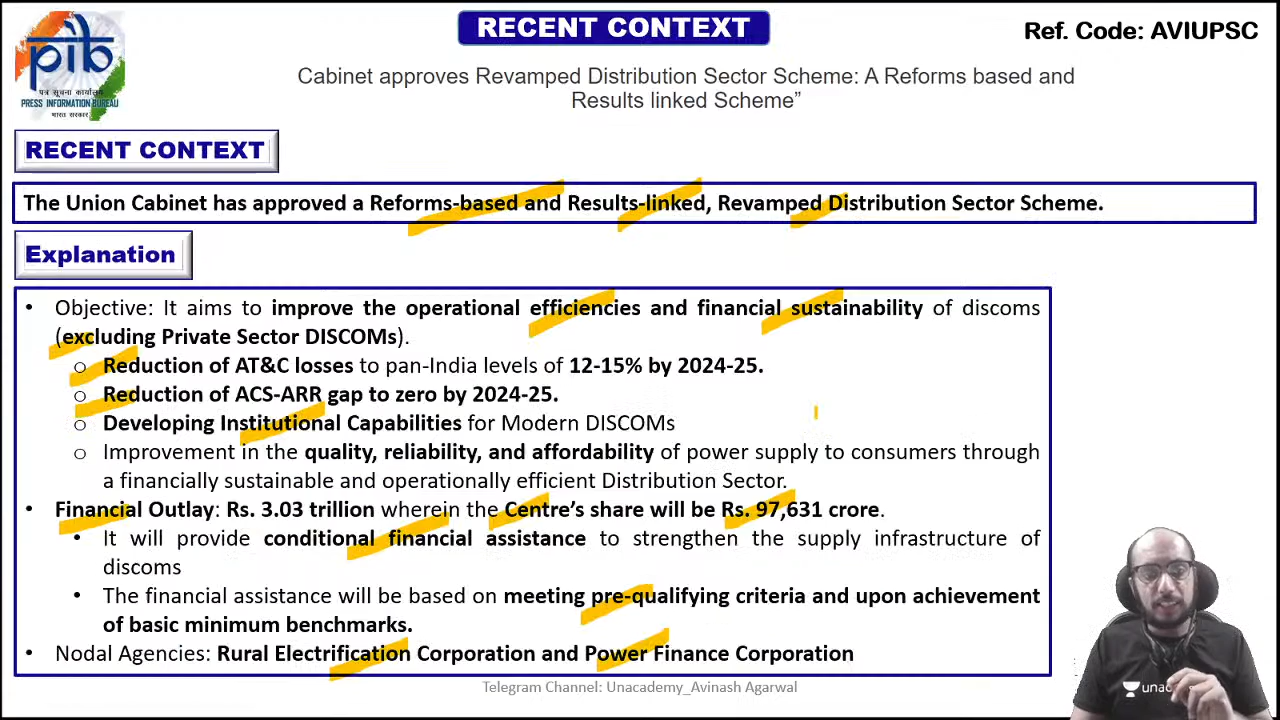 RECENT CONTEXT
Ref. Code: AVIUPSC
pib
पत्र सूचना कार्यालय
PRESS INFORMATION BUREAU
भारत सरकार
Cabinet approves Revamped Distribution Sector Scheme: A Reforms based and
Results linked Scheme”
RECENT CONTEXT
The Union Cabinet has approved a Reforms-based and Results-linked, Revamped Distribution Sector Scheme.
Explanation
• Objective: It aims to improve the operational efficiencies and financial sustainability of discoms
(excluding Private Sector DISCOMs).
o Reduction of AT&C losses to pan-India levels of 12-15% by 2024-25.
o Reduction of ACS-ARR gap to zero by 2024-25.
o Developing Institutional Capabilities for Modern DISCOMs
o Improvement in the quality, reliability, and affordability of power supply to consumers through
a financially sustainable and operationally efficient Distribution Sector.
• Financial Outlay: Rs. 3.03 trillion wherein the Centre’s share will be Rs. 97,631 crore.
• It will provide conditional financial assistance to strengthen the supply infrastructure of
discoms
• The financial assistance will be based on meeting pre-qualifying criteria and upon achievement
of basic minimum benchmarks.
• Nodal Agencies: Rural Electrification Corporation and Power Finance Corporation
Telegram Channel: Unacademy_Avinash Agarwal